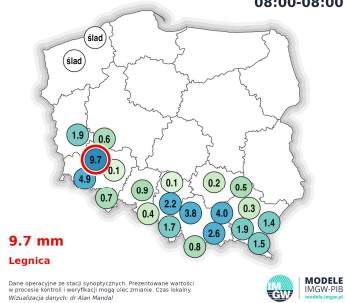 08:00-08:00
ślad
ślad
1.9
0.6
9.7
0.1
4.9
0.7
0.9
0.1
0.2
0.5
0.4
2.2
3.8
4.0
0.3
1.7
2.6
1.9
1.4
0.8
1.5
9.7 mm
Legnica
Dane operacyjne ze stacji synoptycznych. Prezentowane wartości
w procesie kontroli i weryfikacji mogą ulec zmianie. Czas lokalny.
Wizualizacja danych: dr Alan Mandal
IM
GW
MODELE
IMGW-PIB
modele.imgw.pl